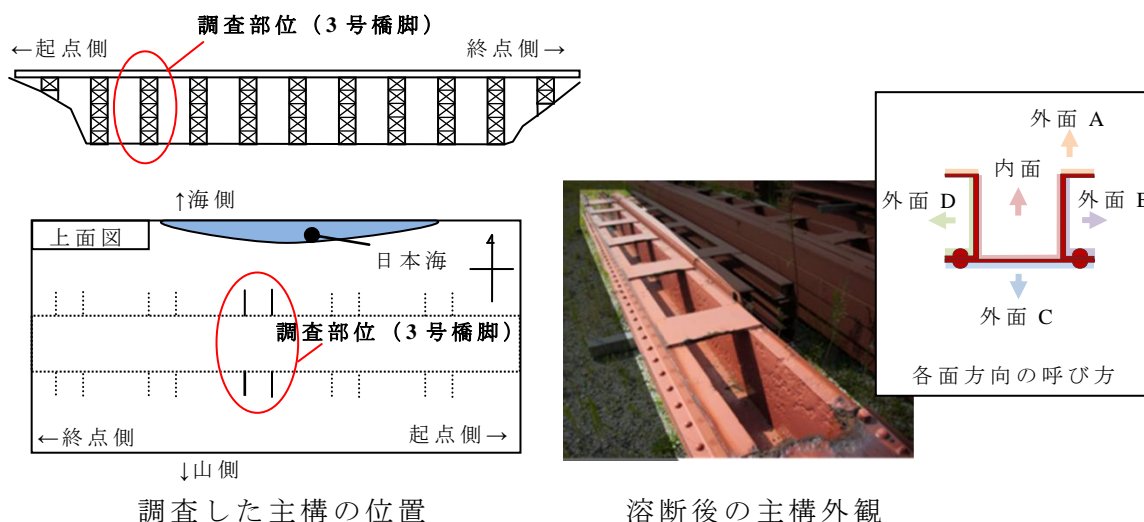 調査部位（3号橋脚）
←起点側
終点側→
↑海側
上面図
日本海
4
調査部位（3号橋脚）
←終点側
起点側→
↓山側
調査した主構の位置
外面 A
内面
外面 D
外面 B
外面 C
各面方向の呼び方
溶断後の主構外観